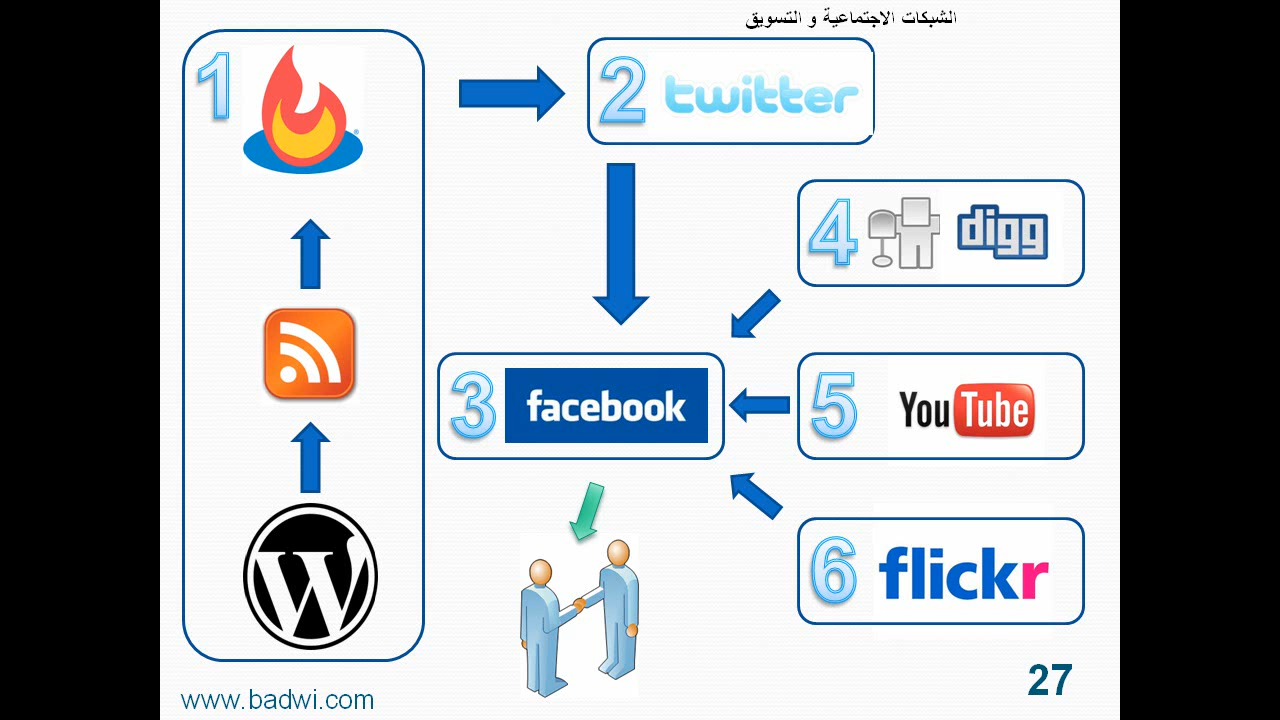 الشبكات الاجتماعية و التسويق
1
2 twitter
4 digg
3 facebook
5 YouTube
6 flickr
www.badwi.com
27